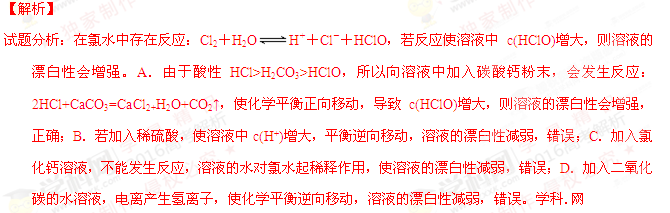 【解析】
试题分析：在氯水中存在反应：Cl₂＋H₂O⇌H⁺＋Cl⁻＋HClO，若反应使溶液中 c(HClO)增大，则溶液的
漂白性会增强。A．由于酸性 HCl>H₂CO₃>HClO，所以向溶液中加入碳酸钙粉末，会发生反应：
2HCl+CaCO₃=CaCl₂-H₂O+CO₂↑，使化学平衡正向移动，导致 c(HClO)增大，则溶液的漂白性会增强，
正确；B．若加入稀硫酸，使溶液中 c(H⁺)增大，平衡逆向移动，溶液的漂白性减弱，错误；C．加入氯
化钙溶液，不能发生反应，溶液的水对氯水起稀释作用，使溶液的漂白性减弱，错误；D．加入二氧化
碳的水溶液，电离产生氢离子，使化学平衡逆向移动，溶液的漂白性减弱，错误。学科.网